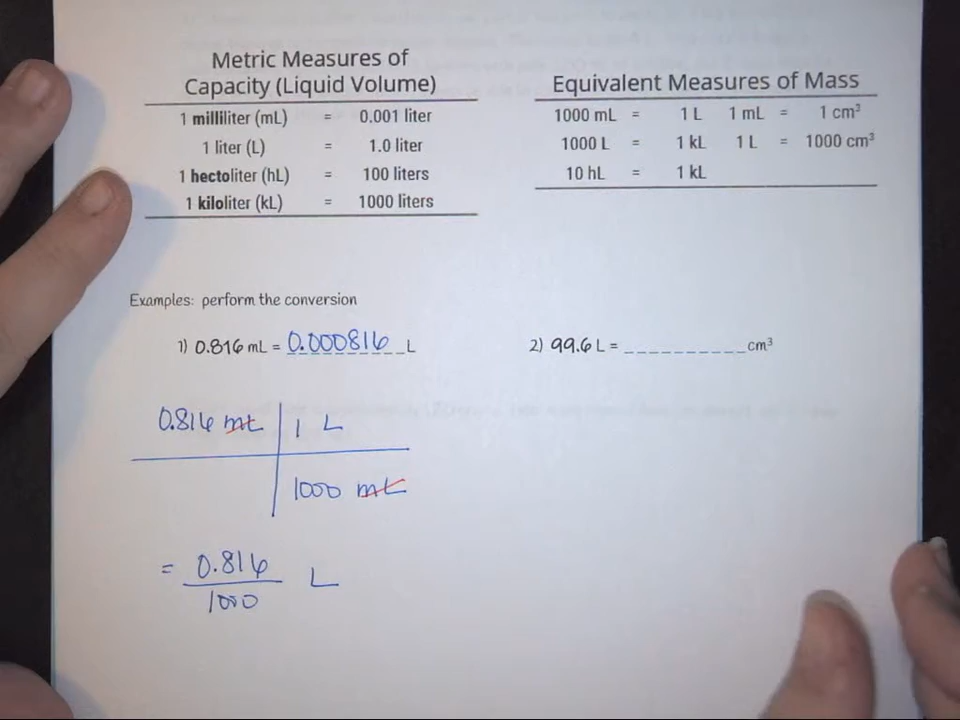 Metric Measures of
Capacity (Liquid Volume)
1 milliliter (mL) = 0.001 liter
1 liter (L) = 1.0 liter
1 hectoliter (hL) = 100 liters
1 kiloliter (kL) = 1000 liters
Equivalent Measures of Mass
1000 mL = 1 L 1 mL = 1 cm³
1000 L = 1 kL 1 L = 1000 cm³
10 hL = 1 kL
Examples: perform the conversion
1) 0.816 mL = 0.000816 L
2) 99.6 L = __________ cm³
0.816 mL 1 L
1000 mL
= 0.816 L
1000